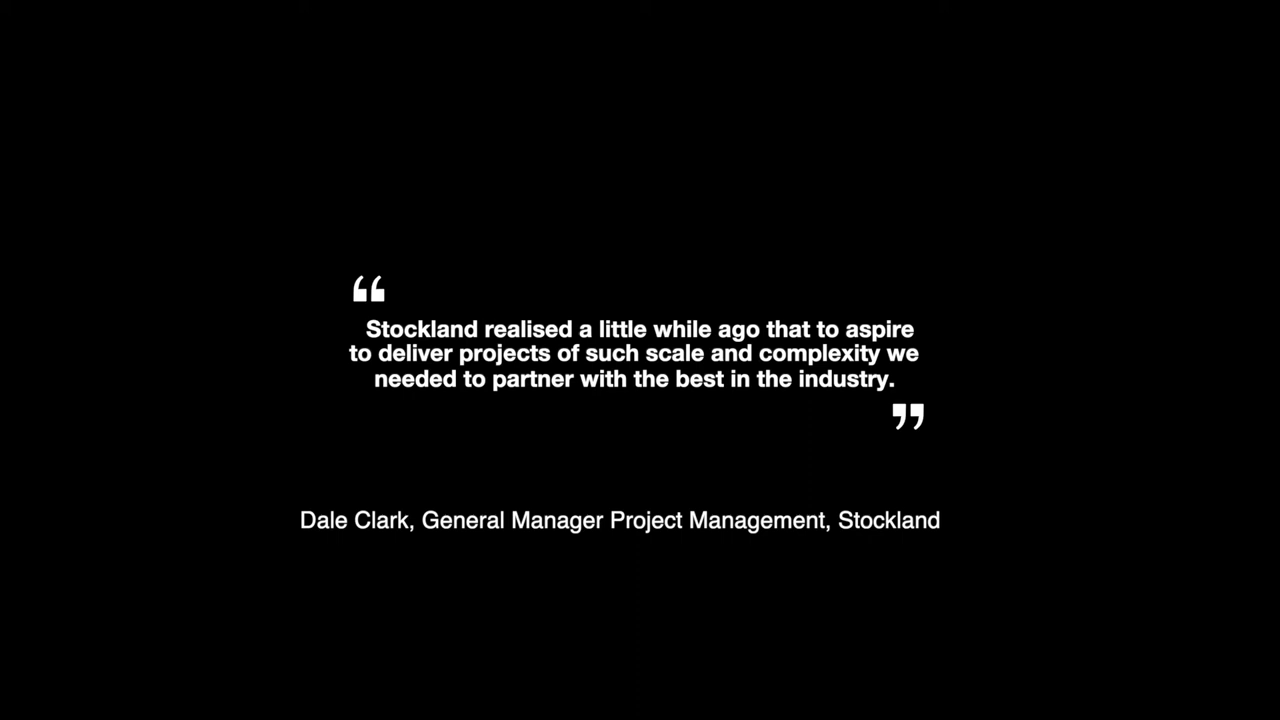 “
Stockland realised a little while ago that to aspire
to deliver projects of such scale and complexity we
needed to partner with the best in the industry.
”
Dale Clark, General Manager Project Management, Stockland